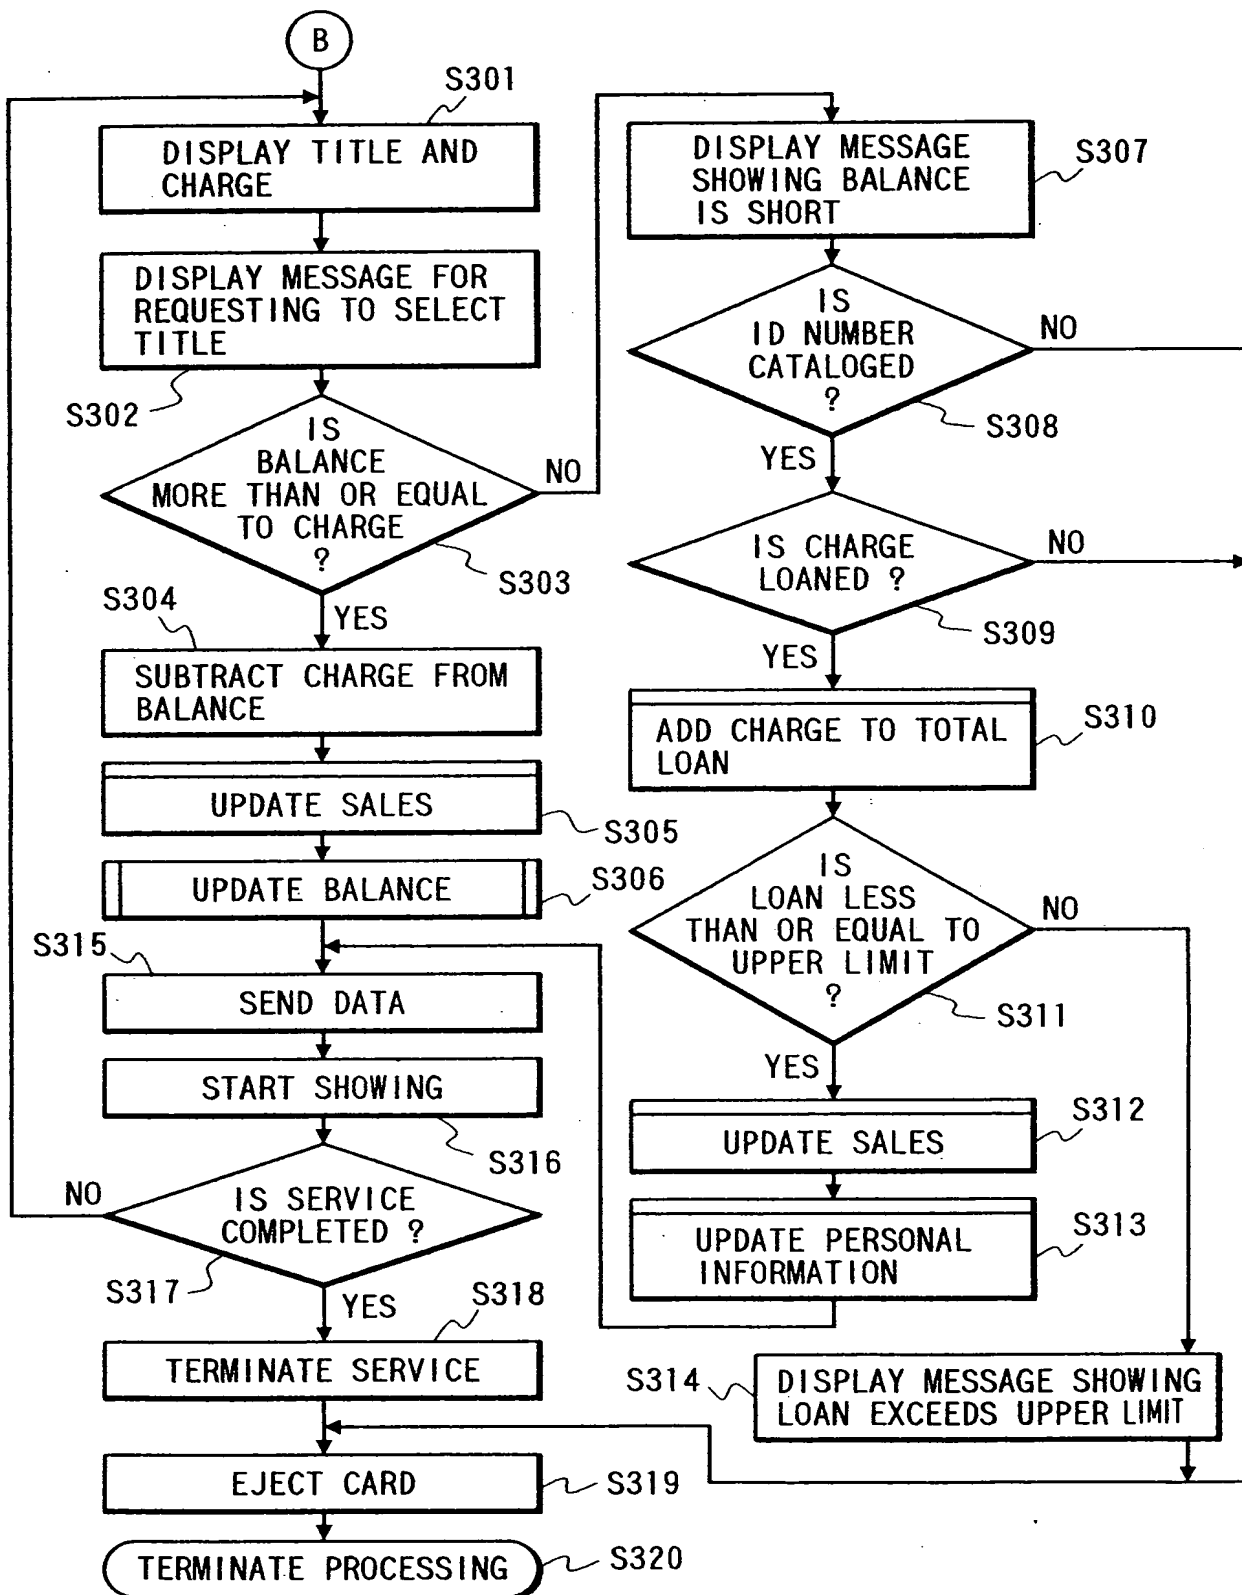 B
S301
DISPLAY TITLE AND
CHARGE
DISPLAY MESSAGE FOR
REQUESTING TO SELECT
TITLE
S302
IS
BALANCE
MORE THAN OR EQUAL
TO CHARGE
?
NO
S303
YES
S304
SUBTRACT CHARGE FROM
BALANCE
UPDATE SALES
S305
UPDATE BALANCE
S306
S315
SEND DATA
START SHOWING
S316
NO
IS SERVICE
COMPLETED ?
S317
YES
S318
TERMINATE SERVICE
EJECT CARD
S319
TERMINATE PROCESSING
S320
DISPLAY MESSAGE
SHOWING BALANCE
IS SHORT
S307
IS
ID NUMBER
CATALOGED
?
NO
S308
YES
IS CHARGE
LOANED ?
NO
S309
YES
ADD CHARGE TO TOTAL
LOAN
S310
IS
LOAN LESS
THAN OR EQUAL TO
UPPER LIMIT
?
NO
S311
YES
UPDATE SALES
S312
UPDATE PERSONAL
INFORMATION
S313
S314
DISPLAY MESSAGE SHOWING
LOAN EXCEEDS UPPER LIMIT